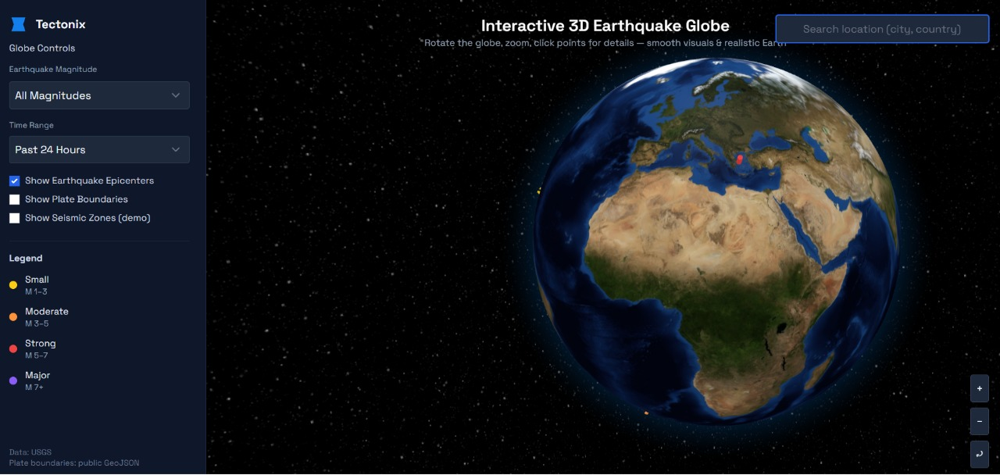 Tectonix
Globe Controls
Earthquake Magnitude
All Magnitudes
Time Range
Past 24 Hours
Show Earthquake Epicenters
Show Plate Boundaries
Show Seismic Zones (demo)
Legend
Small
M 1–3
Moderate
M 3–5
Strong
M 5–7
Major
M 7+
Data: USGS
Plate boundaries: public GeoJSON
Interactive 3D Earthquake Globe
Rotate the globe, zoom, click points for details — smooth visuals & realistic Earth
Search location (city, country)
+
−